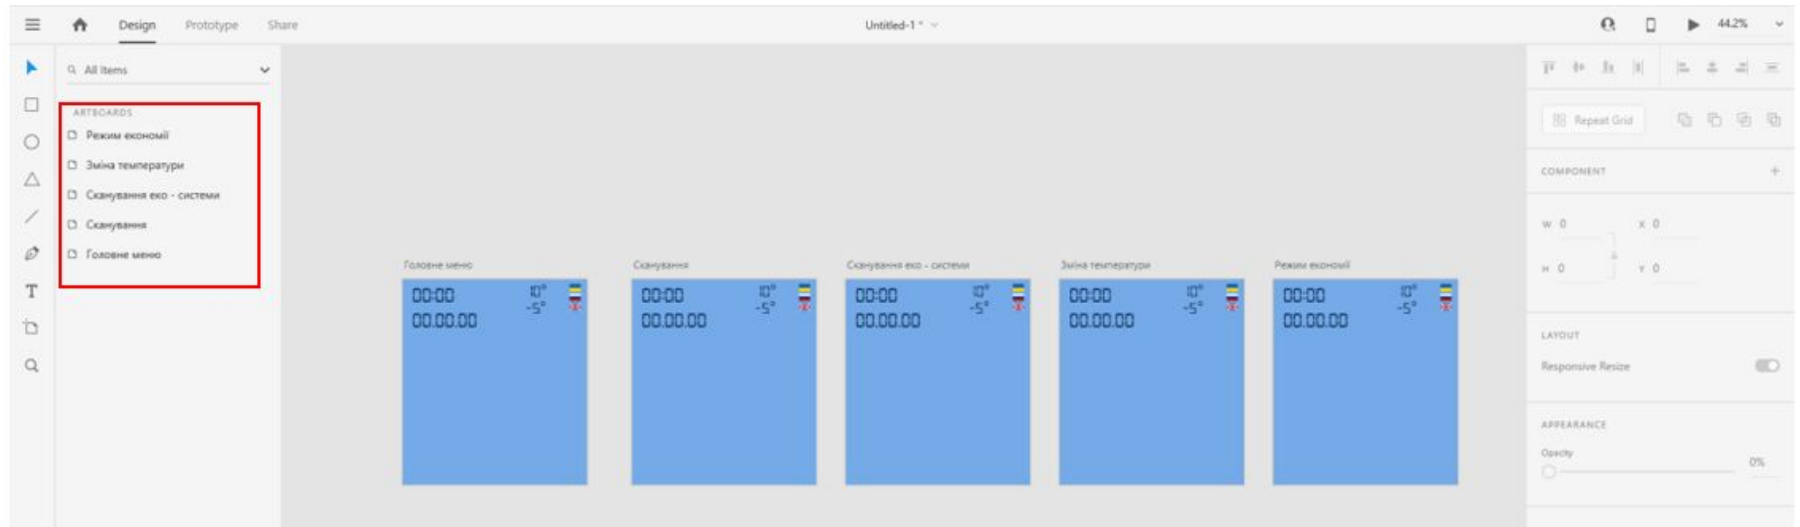 Design Prototype Share Untitled-1 * 44.2%
All Items
ARTBOARDS
Режим економії
Зміна температури
Сканування еко - системи
Сканування
Головне меню
Головне меню
00:00 10°
-5°
00.00.00
Сканування
00:00 10°
-5°
00.00.00
Сканування еко - системи
00:00 10°
-5°
00.00.00
Зміна температури
00:00 10°
-5°
00.00.00
Режим економії
00:00 10°
-5°
00.00.00
Repeat Grid
COMPONENT
W 0 X 0
H 0 Y 0
LAYOUT
Responsive Resize
APPEARANCE
Opacity
0%